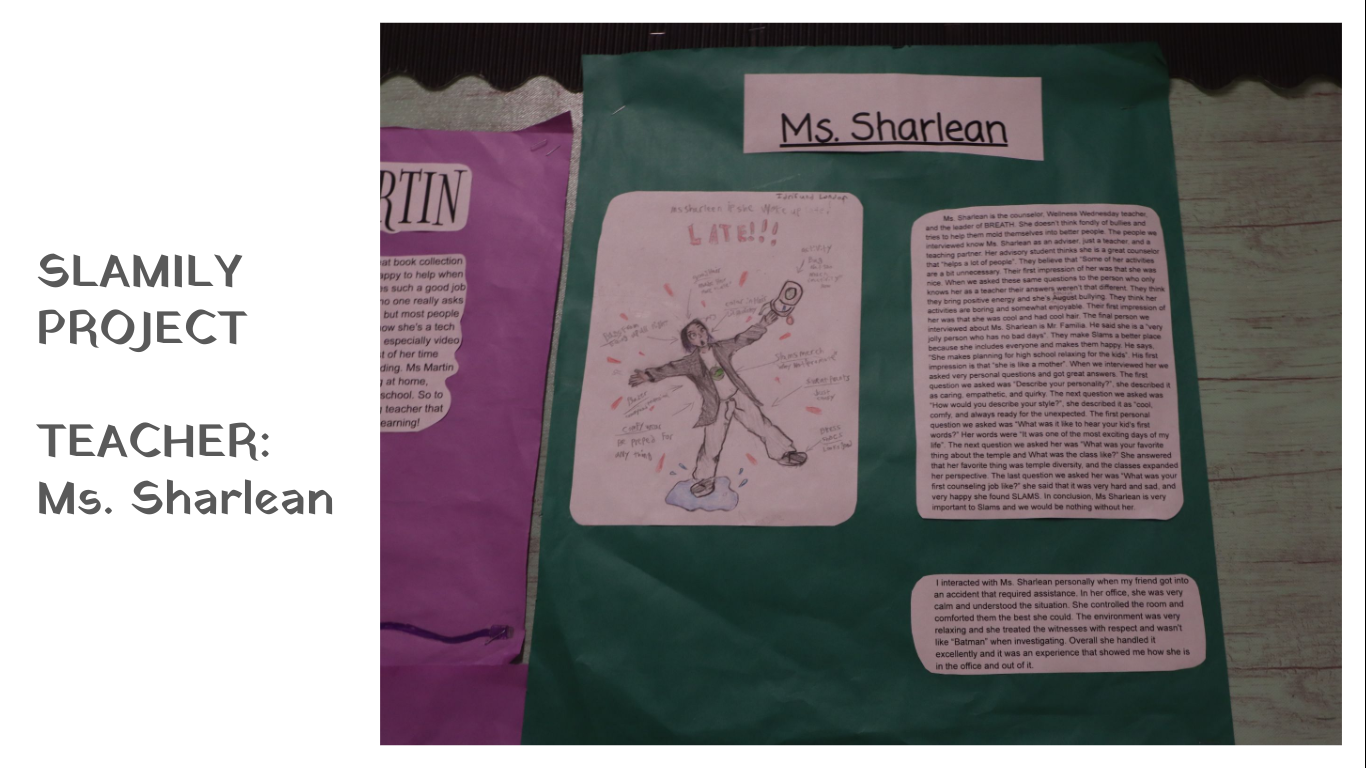 SLAMILY
PROJECT
TEACHER:
Ms. Sharlean
RTIN
at book collection
appy to help when
s such a good job
no one really asks
but most people
ow she's a tech
especially video
t of her time
ding. Ms Martin
at home,
school. So to
teacher that
earning!
Ms. Sharlean
LATE!!!
Ms. Sharlean is the counselor, Wellness Wednesday teacher,
and the leader of BREATH. She doesn't think fondly of bullies and
tries to help them mold themselves into better people. The people we
interviewed know Ms. Sharlean as an adviser, just a teacher, and a
teaching partner. Her advisory student thinks she is a great counselor
that "helps a lot of people". They believe that "Some of her activities
are a bit unnecessary. Their first impression of her was that she was
nice. When we asked these same questions to the person who only
knows her as a teacher their answers weren't that different. They think
they bring positive energy and she's August bullying. They think her
activities are boring and somewhat enjoyable. Their first impression of
her was that she was cool and had cool hair. The final person we
interviewed about Ms. Sharlean is Mr. Familia. He said she is a "very
jolly person who has no bad days". They make Slams a better place
because she includes everyone and makes them happy. He says,
"She makes planning for high school relaxing for the kids". His first
impression is that "she is like a mother". When we interviewed her we
asked very personal questions and got great answers. The first
question we asked was "Describe your personality?", she described it
as caring, empathetic, and quirky. The next question we asked was
"How would you describe your style?", she described it as "cool,
comfy, and always ready for the unexpected. The first personal
question we asked was "What was it like to hear your kid's first
words?" Her words were "It was one of the most exciting days of my
life". The next question we asked her was "What was your favorite
thing about the temple and What was the class like?" She answered
that her favorite thing was temple diversity, and the classes expanded
her perspective. The last question we asked her was "What was your
first counseling job like?" she said that it was very hard and sad, and
very happy she found SLAMS. In conclusion, Ms Sharlean is very
important to Slams and we would be nothing without her.
I interacted with Ms. Sharlean personally when my friend got into
an accident that required assistance. In her office, she was very
calm and understood the situation. She controlled the room and
comforted them the best she could. The environment was very
relaxing and she treated the witnesses with respect and wasn't
like "Batman" when investigating. Overall she handled it
excellently and it was an experience that showed me how she is
in the office and out of it.